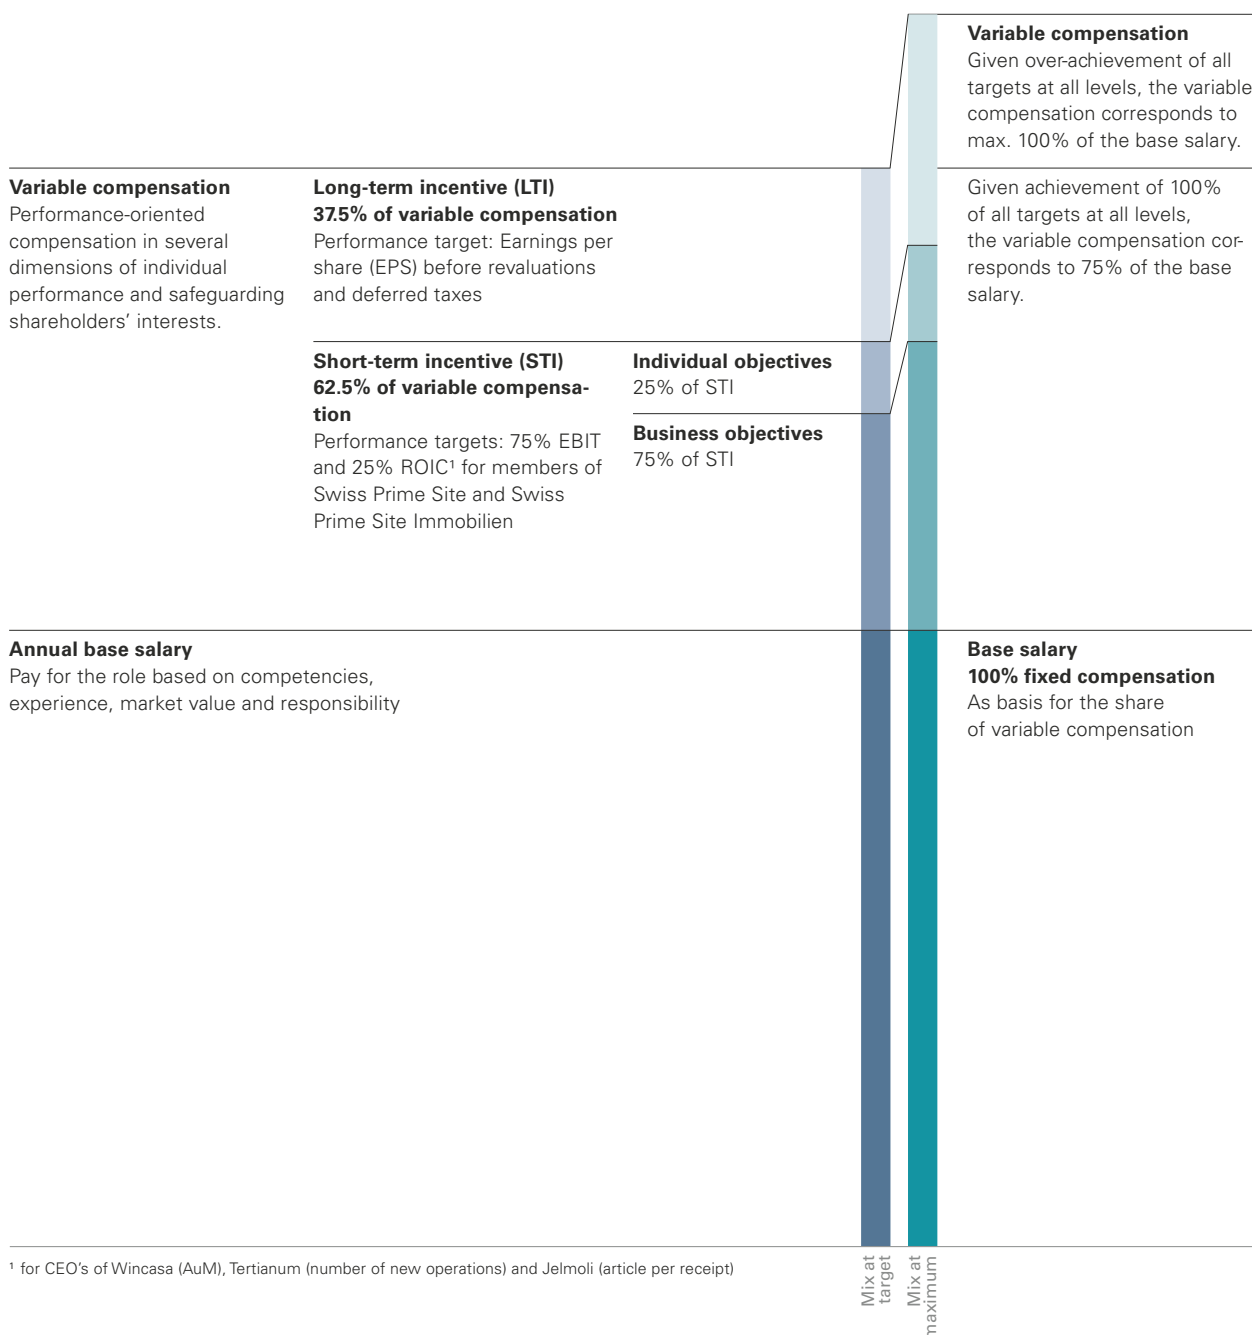 Variable compensation
Given over-achievement of all
targets at all levels, the variable
compensation corresponds to
max. 100% of the base salary.
Variable compensation
Performance-oriented
compensation in several
dimensions of individual
performance and safeguarding
shareholders’ interests.
Long-term incentive (LTI)
37.5% of variable compensation
Performance target: Earnings per
share (EPS) before revaluations
and deferred taxes
Given achievement of 100%
of all targets at all levels,
the variable compensation cor-
responds to 75% of the base
salary.
Short-term incentive (STI)
62.5% of variable compensa-
tion
Performance targets: 75% EBIT
and 25% ROIC¹ for members of
Swiss Prime Site and Swiss
Prime Site Immobilien
Individual objectives
25% of STI
Business objectives
75% of STI
Annual base salary
Pay for the role based on competencies,
experience, market value and responsibility
Base salary
100% fixed compensation
As basis for the share
of variable compensation
¹ for CEO’s of Wincasa (AuM), Tertianum (number of new operations) and Jelmoli (article per receipt)
Mix at
target
Mix at
maximum